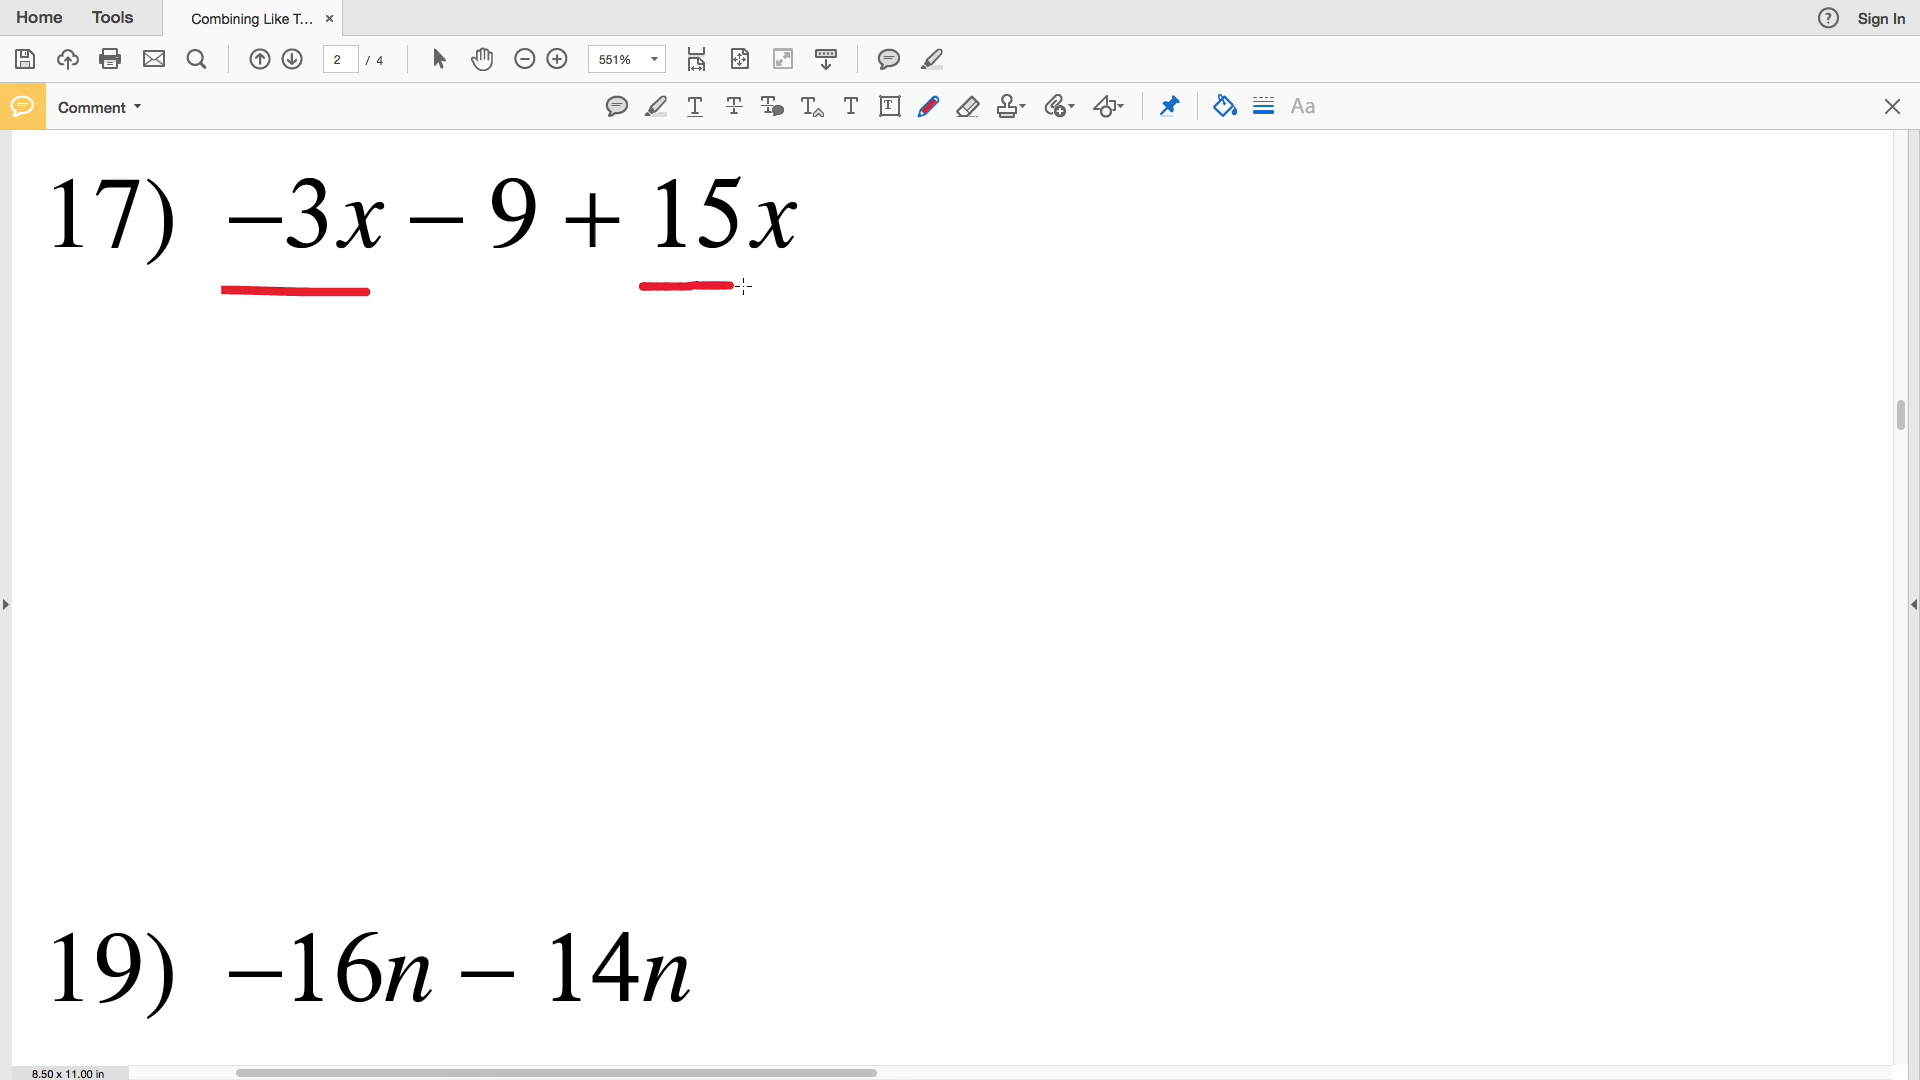 Home Tools Combining Like T... × ? Sign In
2 / 4 551%
Comment Aa
17) −3x − 9 + 15x
19) −16n − 14n
8.50 x 11.00 in